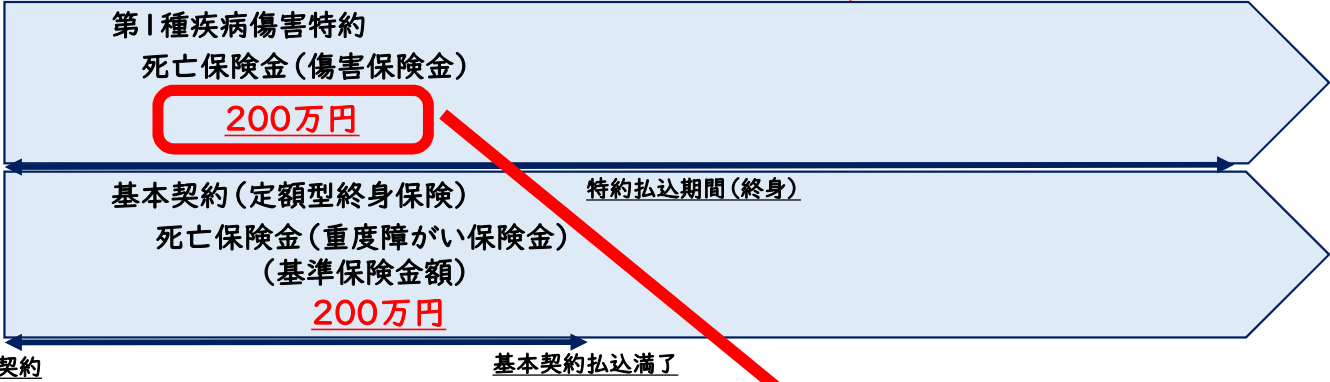 第1種疾病傷害特約
死亡保険金(傷害保険金)
200万円
特約払込期間(終身)
基本契約(定額型終身保険)
死亡保険金(重度障がい保険金)
(基準保険金額)
200万円
契約
基本契約払込満了